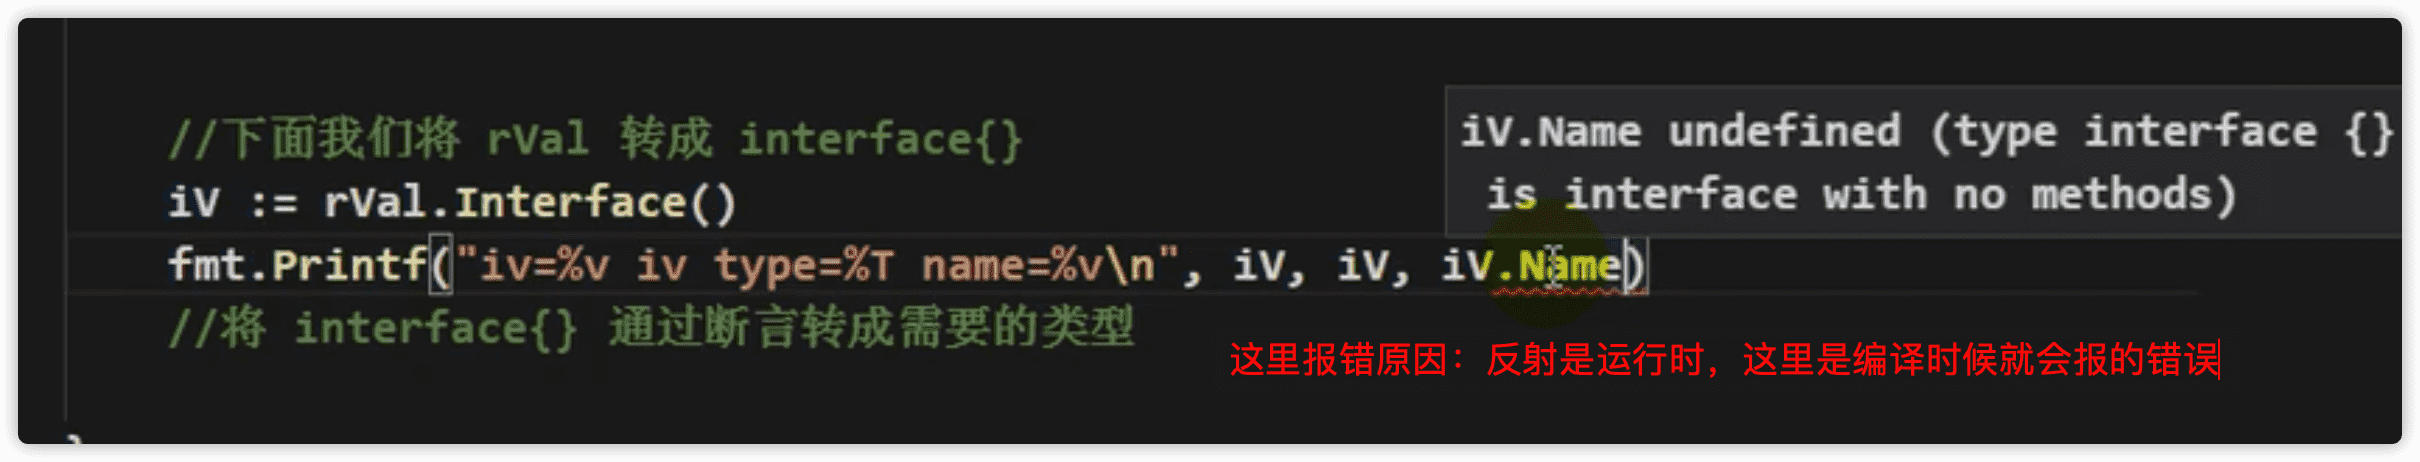 //下面我们将 rVal 转成 interface{}
iV := rVal.Interface()
iV.Name undefined (type interface {}
is interface with no methods)
fmt.Printf("iv=%v iv type=%T name=%v\n", iV, iV, iV.Name)
//将 interface{} 通过断言转成需要的类型
这里报错原因：反射是运行时，这里是编译时候就会报的错误
}